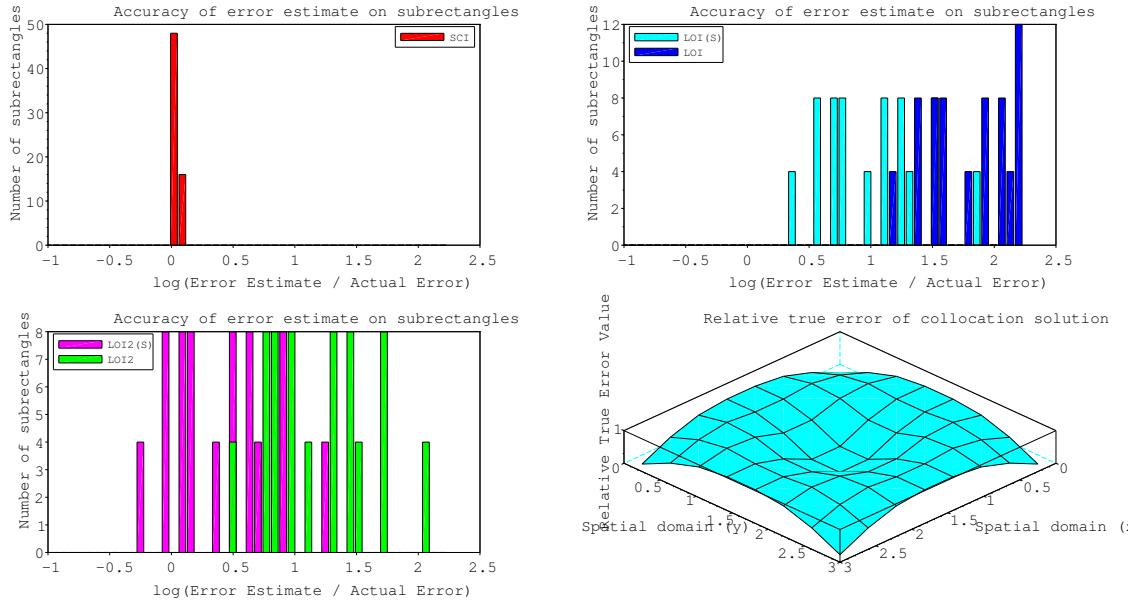 Accuracy of error estimate on subrectangles
50
40
30
20
10
0
Number of subrectangles
SCI
-1 -0.5 0 0.5 1 1.5 2 2.5
log(Error Estimate / Actual Error)
Accuracy of error estimate on subrectangles
12
10
8
6
4
2
0
Number of subrectangles
LOI(S)
LOI
-1 -0.5 0 0.5 1 1.5 2 2.5
log(Error Estimate / Actual Error)
Accuracy of error estimate on subrectangles
8
7
6
5
4
3
2
1
0
Number of subrectangles
LOI2(S)
LOI2
-1 -0.5 0 0.5 1 1.5 2 2.5
log(Error Estimate / Actual Error)
Relative true error of collocation solution
Relative True Error Value
1
0
0.5
1
1.5
2
2.5
3
Spatial domain (y)
0
0.5
1
1.5
2
2.5
3
Spatial domain (